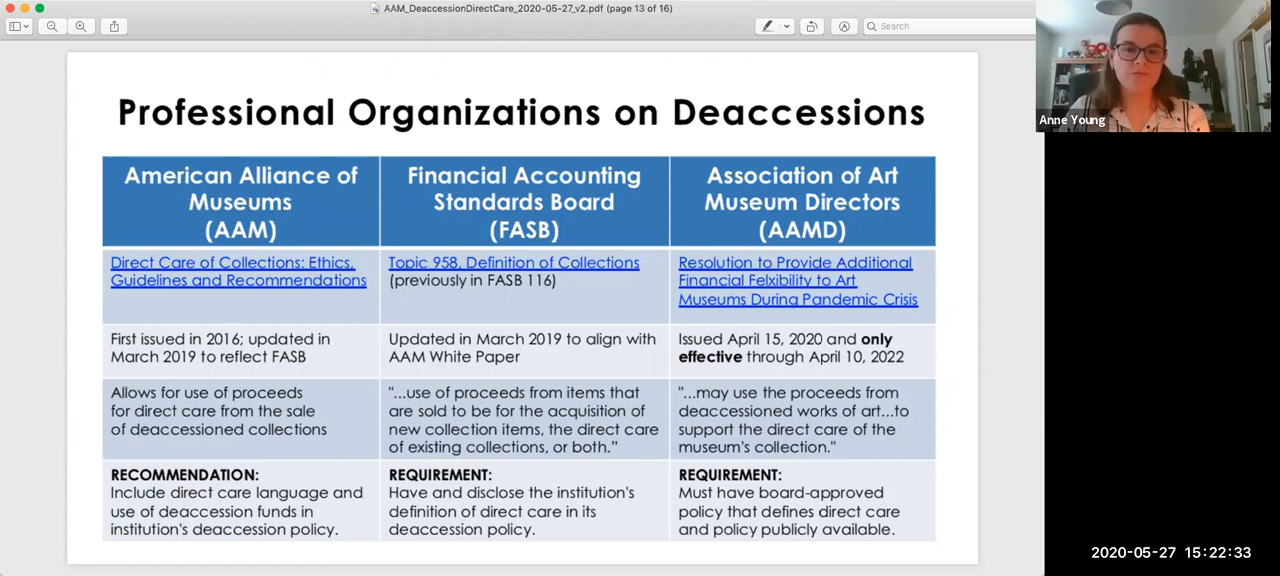 AAM_DeaccessionDirectCare_2020-05-27_v2.pdf (page 13 of 16)
Search
Anne Young
Professional Organizations on Deaccessions
American Alliance of
Museums
(AAM)
Financial Accounting
Standards Board
(FASB)
Association of Art
Museum Directors
(AAMD)
Direct Care of Collections: Ethics,
Guidelines and Recommendations
Topic 958, Definition of Collections
(previously in FASB 116)
Resolution to Provide Additional
Financial Felxibility to Art
Museums During Pandemic Crisis
First issued in 2016; updated in
March 2019 to reflect FASB
Updated in March 2019 to align with
AAM White Paper
Issued April 15, 2020 and only
effective through April 10, 2022
Allows for use of proceeds
for direct care from the sale
of deaccessioned collections
"...use of proceeds from items that
are sold to be for the acquisition of
new collection items, the direct care
of existing collections, or both."
"...may use the proceeds from
deaccessioned works of art...to
support the direct care of the
museum's collection."
RECOMMENDATION:
Include direct care language and
use of deaccession funds in
institution's deaccession policy.
REQUIREMENT:
Have and disclose the institution's
definition of direct care in its
deaccession policy.
REQUIREMENT:
Must have board-approved
policy that defines direct care
and policy publicly available.
2020-05-27 15:22:33